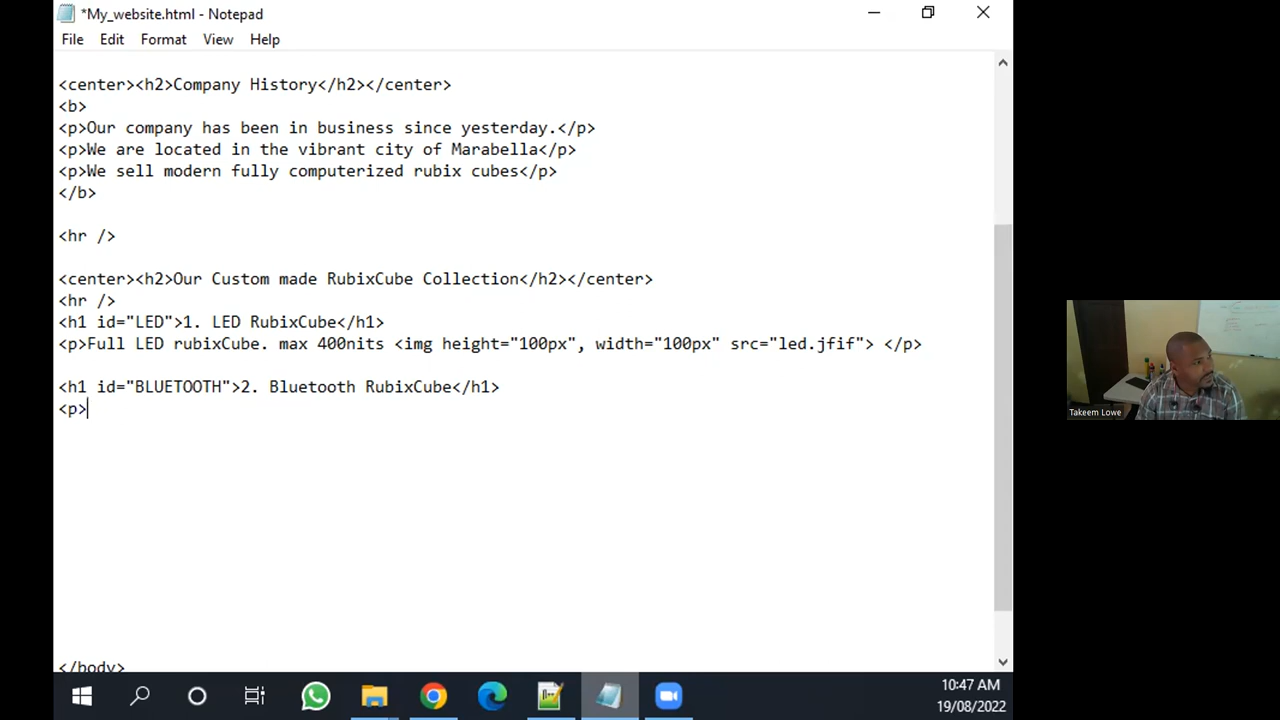 *My_website.html - Notepad
File Edit Format View Help
<center><h2>Company History</h2></center>
<b>
<p>Our company has been in business since yesterday.</p>
<p>We are located in the vibrant city of Marabella</p>
<p>We sell modern fully computerized rubix cubes</p>
</b>
<hr />
<center><h2>Our Custom made RubixCube Collection</h2></center>
<hr />
<h1 id="LED">1. LED RubixCube</h1>
<p>Full LED rubixCube. max 400nits <img height="100px", width="100px" src="led.jfif"> </p>
<h1 id="BLUETOOTH">2. Bluetooth RubixCube</h1>
<p>
</body>
Takeem Lowe
10:47 AM
19/08/2022